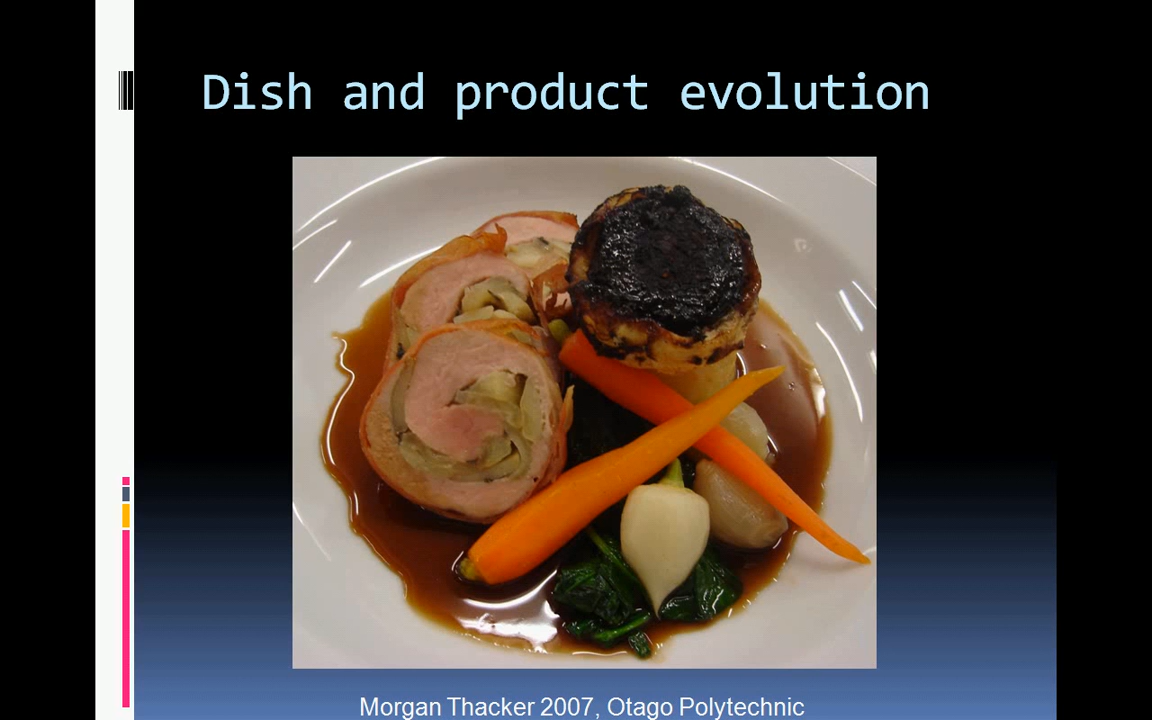 Dish and product evolution
Morgan Thacker 2007, Otago Polytechnic